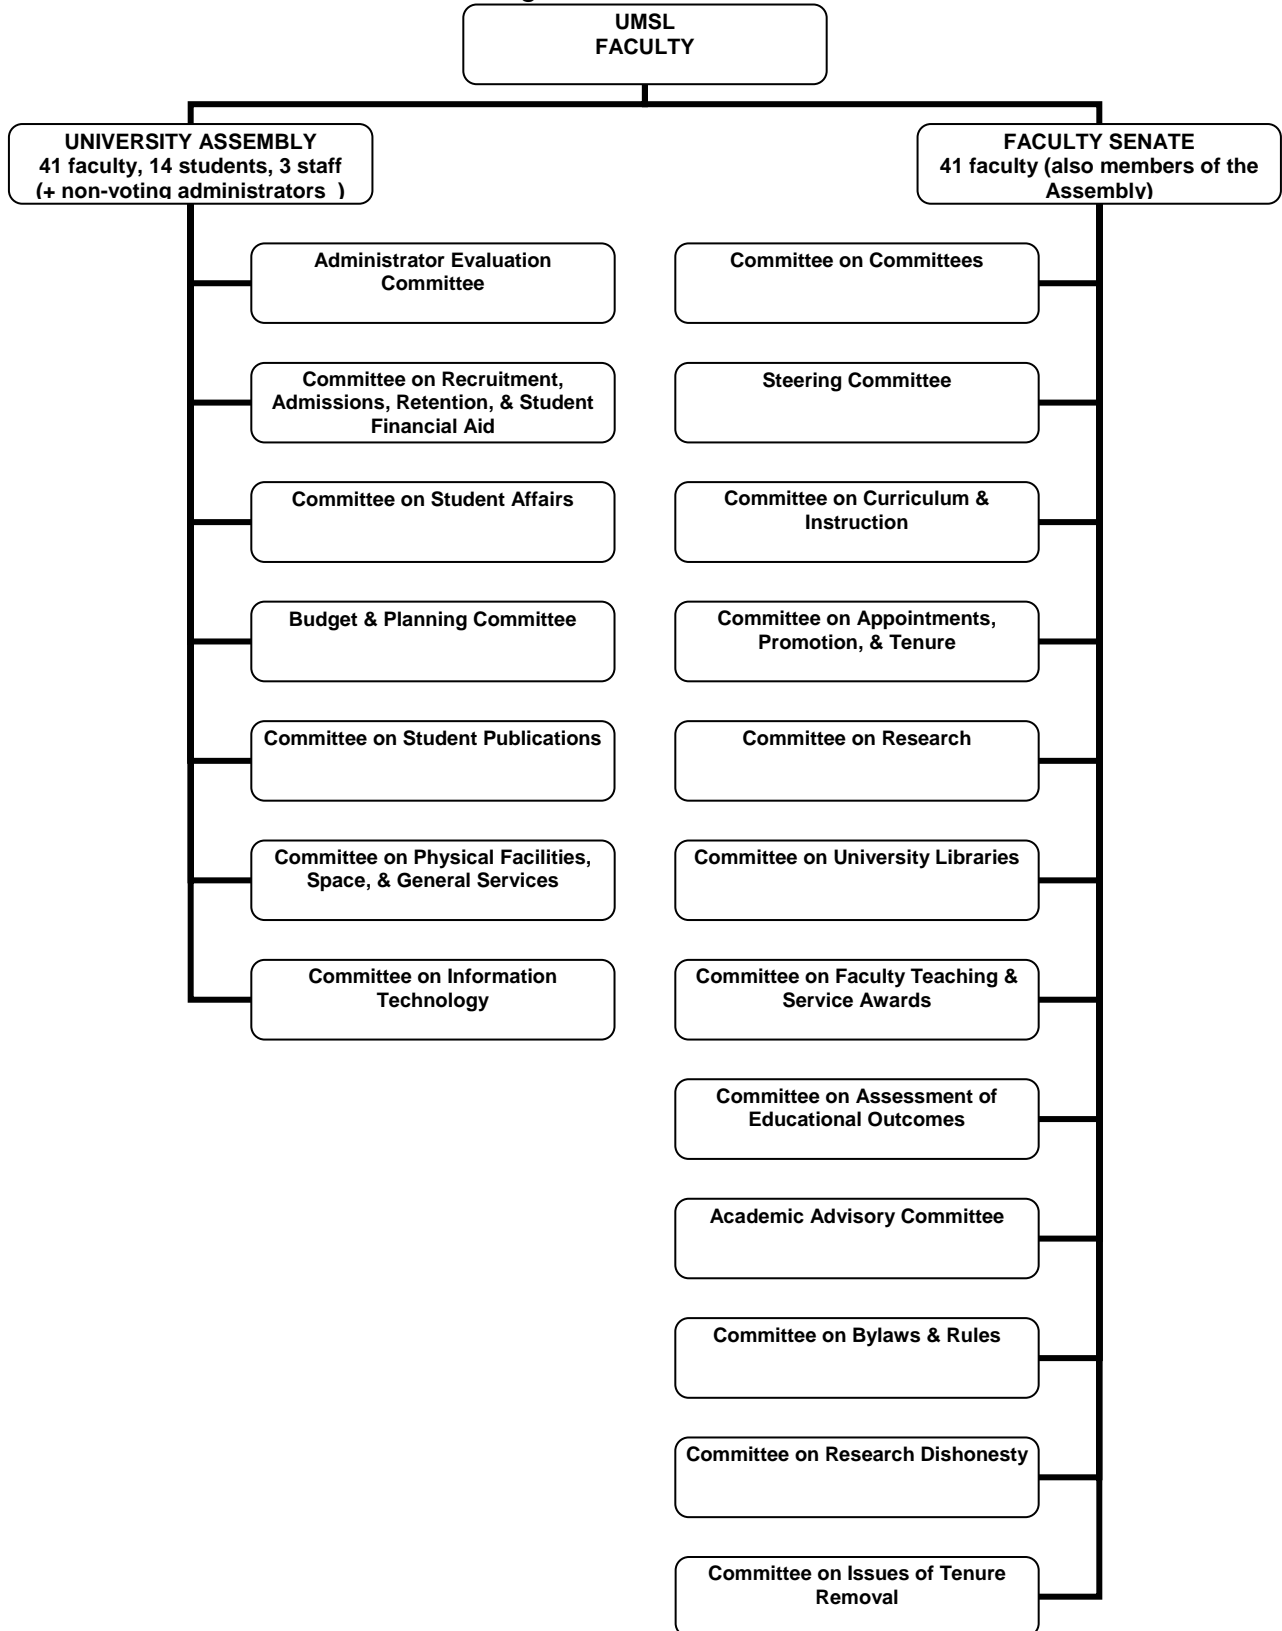 UMSL
FACULTY
UNIVERSITY ASSEMBLY
41 faculty, 14 students, 3 staff
(+ non-voting administrators )
FACULTY SENATE
41 faculty (also members of the
Assembly)
Administrator Evaluation
Committee
Committee on Recruitment,
Admissions, Retention, & Student
Financial Aid
Committee on Student Affairs
Budget & Planning Committee
Committee on Student Publications
Committee on Physical Facilities,
Space, & General Services
Committee on Information
Technology
Committee on Committees
Steering Committee
Committee on Curriculum &
Instruction
Committee on Appointments,
Promotion, & Tenure
Committee on Research
Committee on University Libraries
Committee on Faculty Teaching &
Service Awards
Committee on Assessment of
Educational Outcomes
Academic Advisory Committee
Committee on Bylaws & Rules
Committee on Research Dishonesty
Committee on Issues of Tenure
Removal